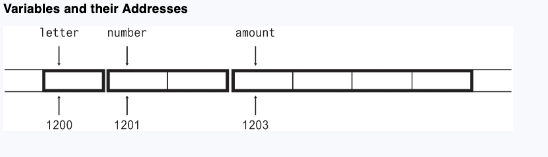 Variables and their Addresses
letter number amount
1200 1201 1203